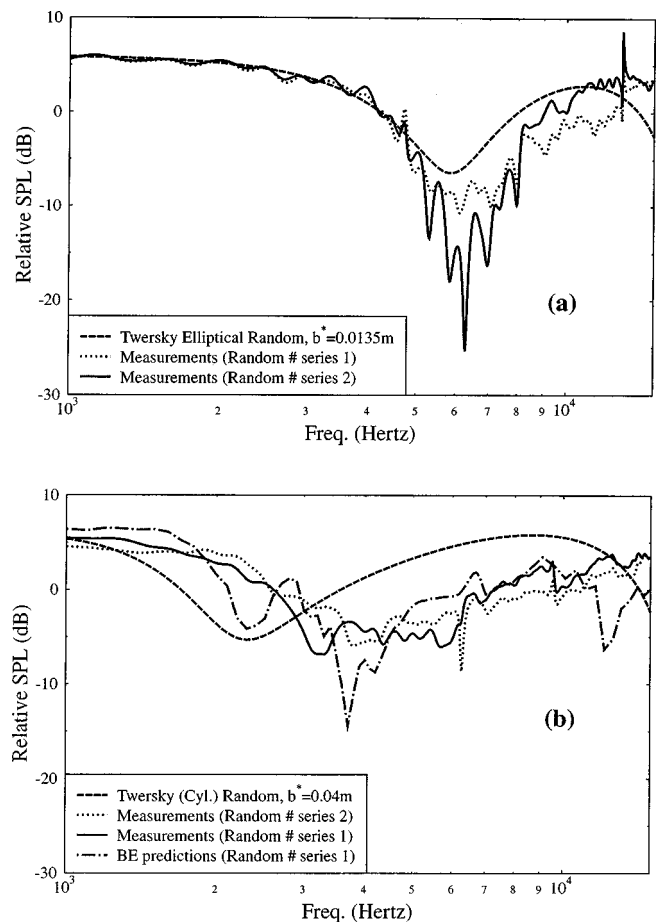 10
0
-10
-20
-30
Relative SPL (dB)
(a)
Twersky Elliptical Random, b*=0.0135m
Measurements (Random # series 1)
Measurements (Random # series 2)
10³ 2 3 4 5 6 7 8 9 10⁴
Freq. (Hertz)
10
0
-10
-20
-30
Relative SPL (dB)
(b)
Twersky (Cyl.) Random, b*=0.04m
Measurements (Random # series 2)
Measurements (Random # series 1)
BE predictions (Random # series 1)
10³ 2 3 4 5 6 7 8 9 10⁴
Freq. (Hertz)